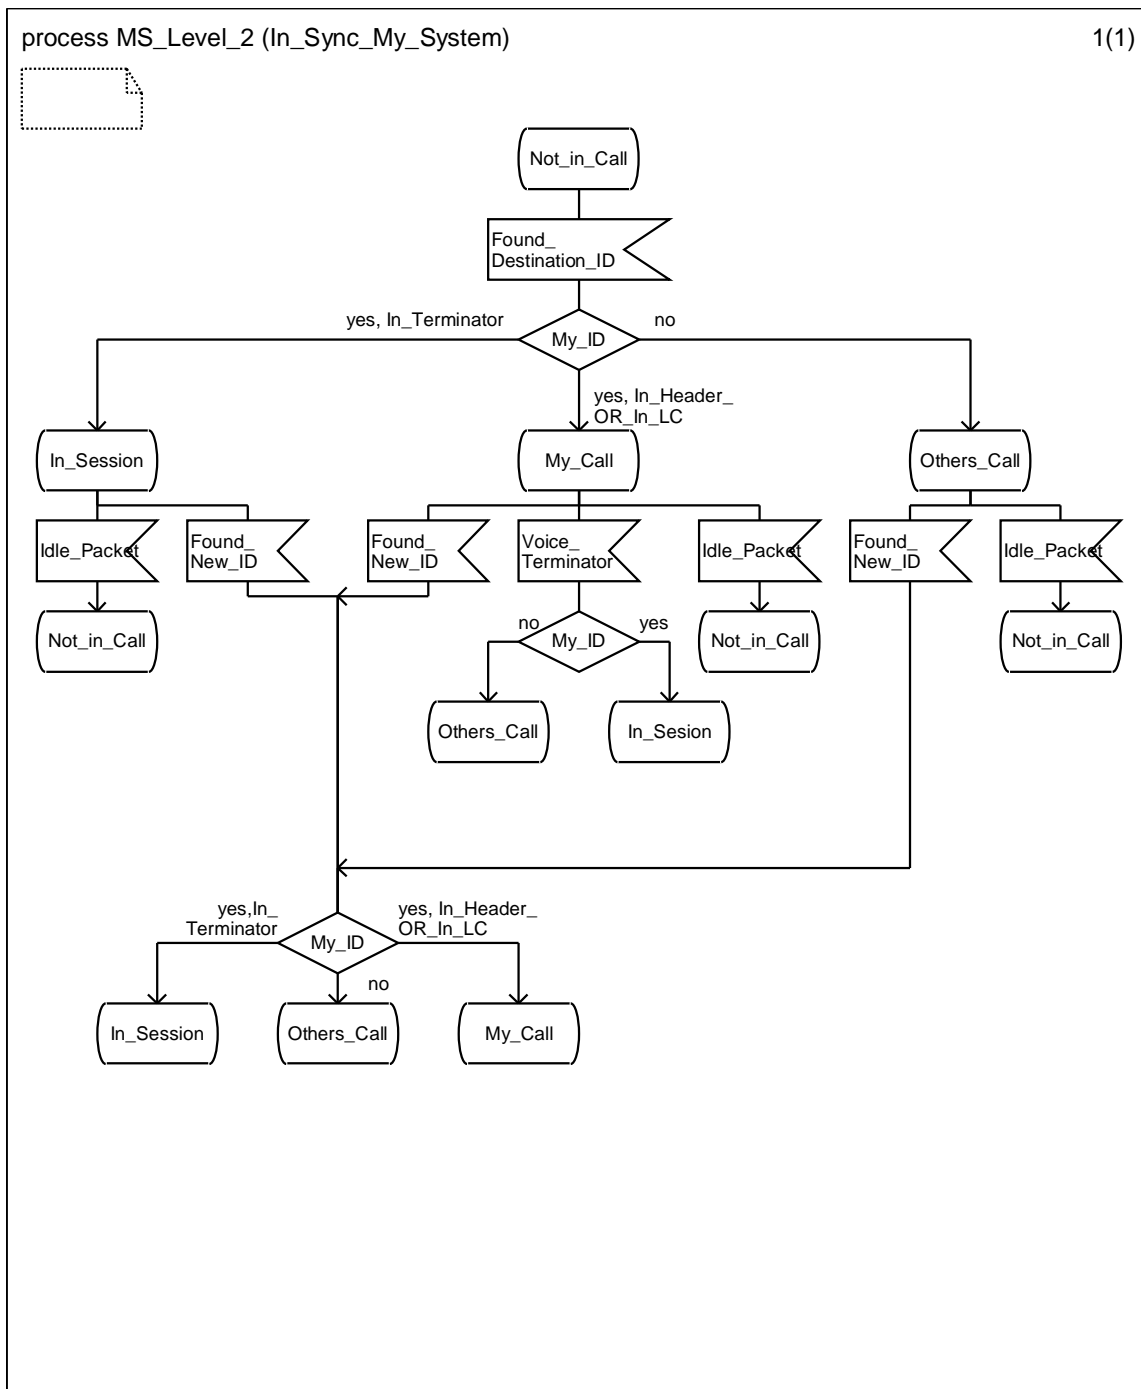 process MS_Level_2 (In_Sync_My_System)
1(1)
Not_in_Call
Found_
Destination_ID
yes, In_Terminator
My_ID
no
yes, In_Header_
OR_In_LC
In_Session
My_Call
Others_Call
Idle_Packet
Found_
New_ID
Found_
New_ID
Voice_
Terminator
Idle_Packet
Found_
New_ID
Idle_Packet
Not_in_Call
no
My_ID
yes
Not_in_Call
Not_in_Call
Others_Call
In_Sesion
yes,In_
Terminator
My_ID
yes, In_Header_
OR_In_LC
no
In_Session
Others_Call
My_Call